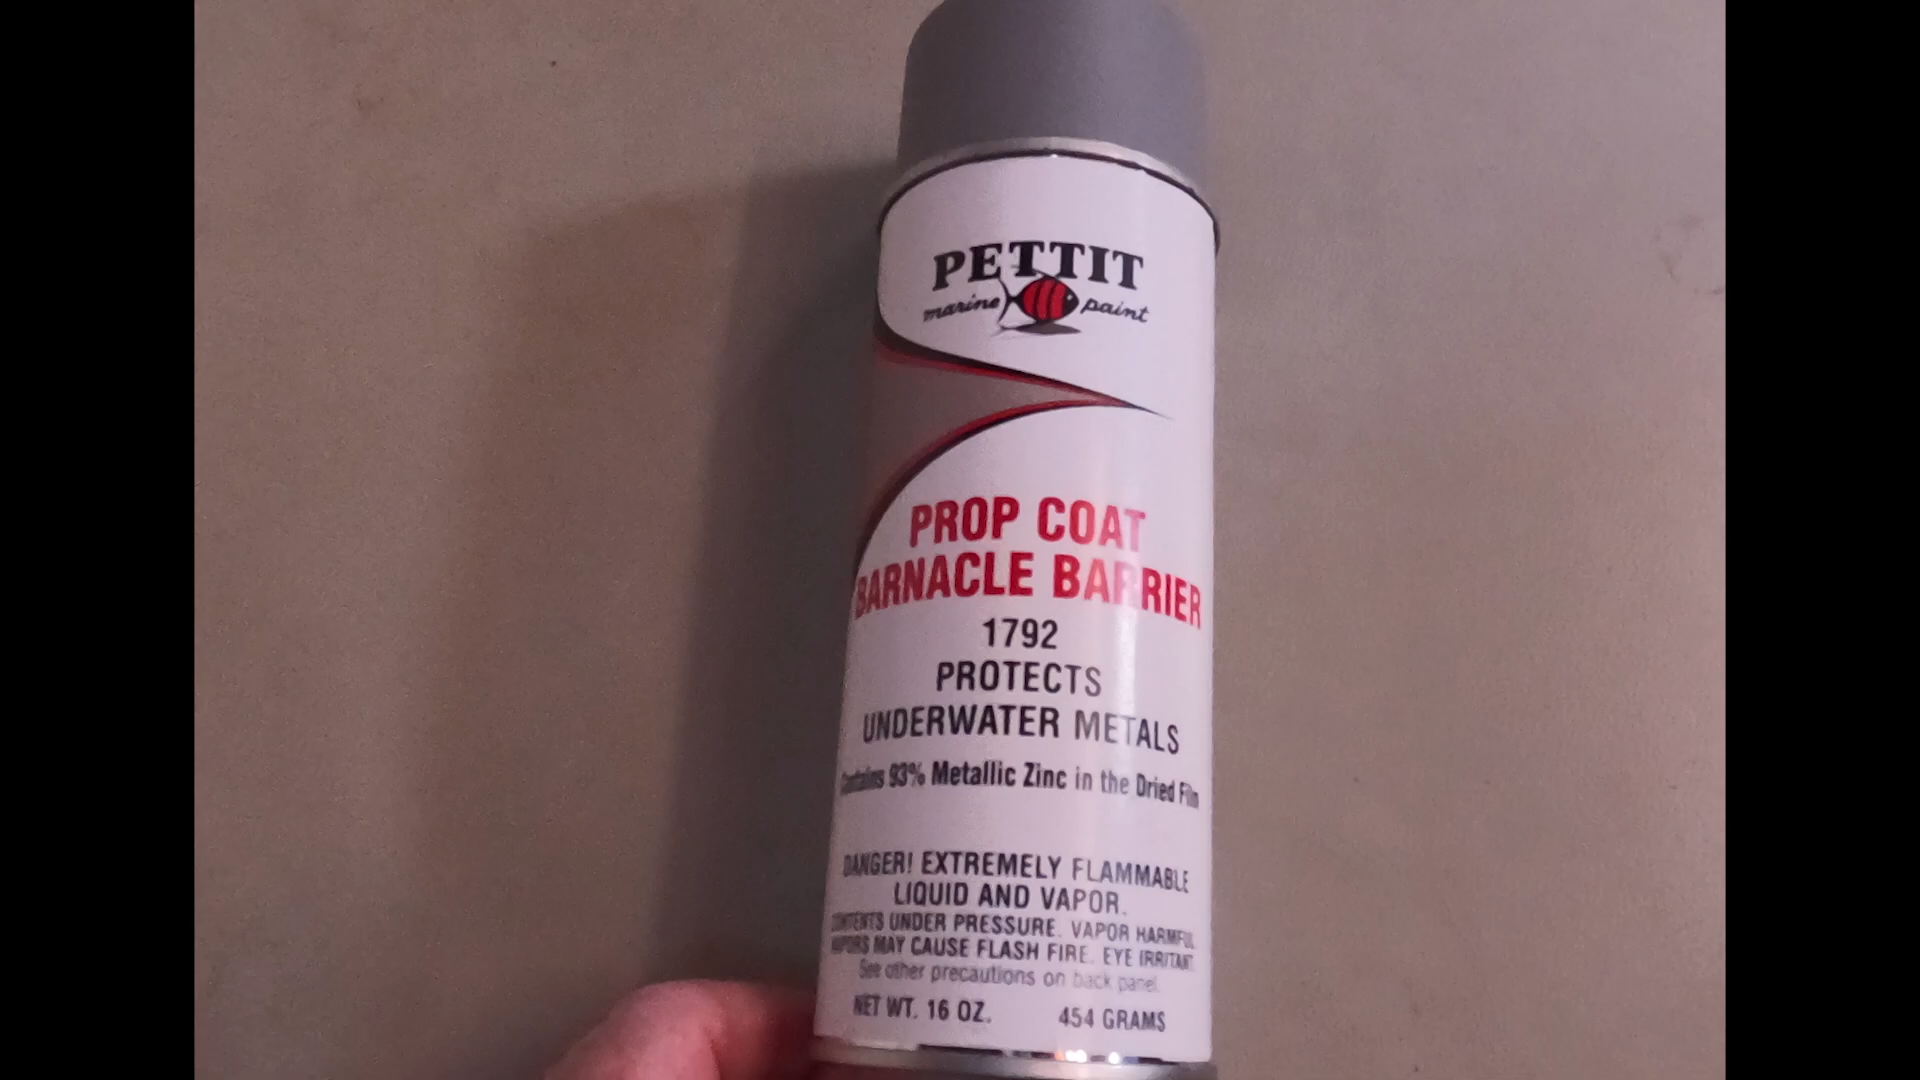 PETTIT
marine paint
PROP COAT
BARNACLE BARRIER
1792
PROTECTS
UNDERWATER METALS
Contains 93% Metallic Zinc in the Dried Film
DANGER! EXTREMELY FLAMMABLE
LIQUID AND VAPOR.
CONTENTS UNDER PRESSURE. VAPOR HARMFUL.
VAPORS MAY CAUSE FLASH FIRE. EYE IRRITANT.
See other precautions on back panel.
NET WT. 16 OZ. 454 GRAMS